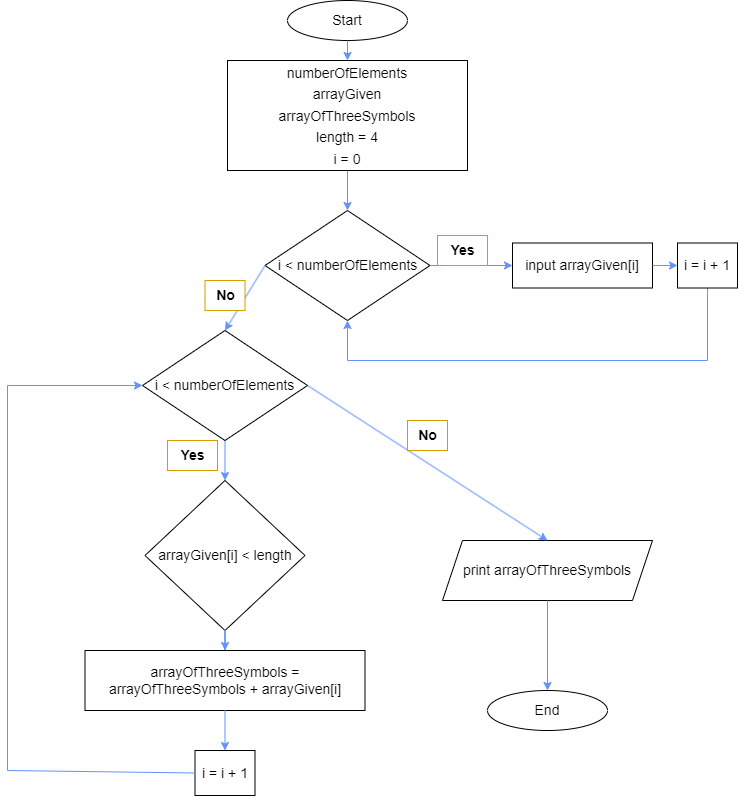 Start
numberOfElements
arrayGiven
arrayOfThreeSymbols
length = 4
i = 0
i < numberOfElements
Yes
input arrayGiven[i]
i = i + 1
No
i < numberOfElements
No
Yes
arrayGiven[i] < length
print arrayOfThreeSymbols
arrayOfThreeSymbols =
arrayOfThreeSymbols + arrayGiven[i]
End
i = i + 1